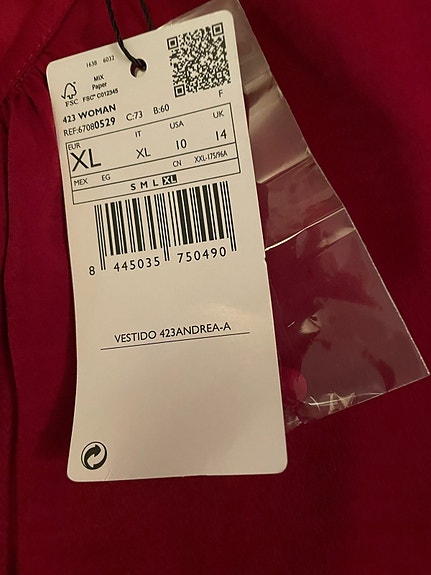 1638 6032
MIX
Paper
FSC FSC® C012345
423 WOMAN
REF:67080529 C:73 B:60 F
EUR IT USA UK
XL XL 10 14
MEX EG CN XXL-175/96A
S M L XL
8 445035 750490
VESTIDO 423ANDREA-A